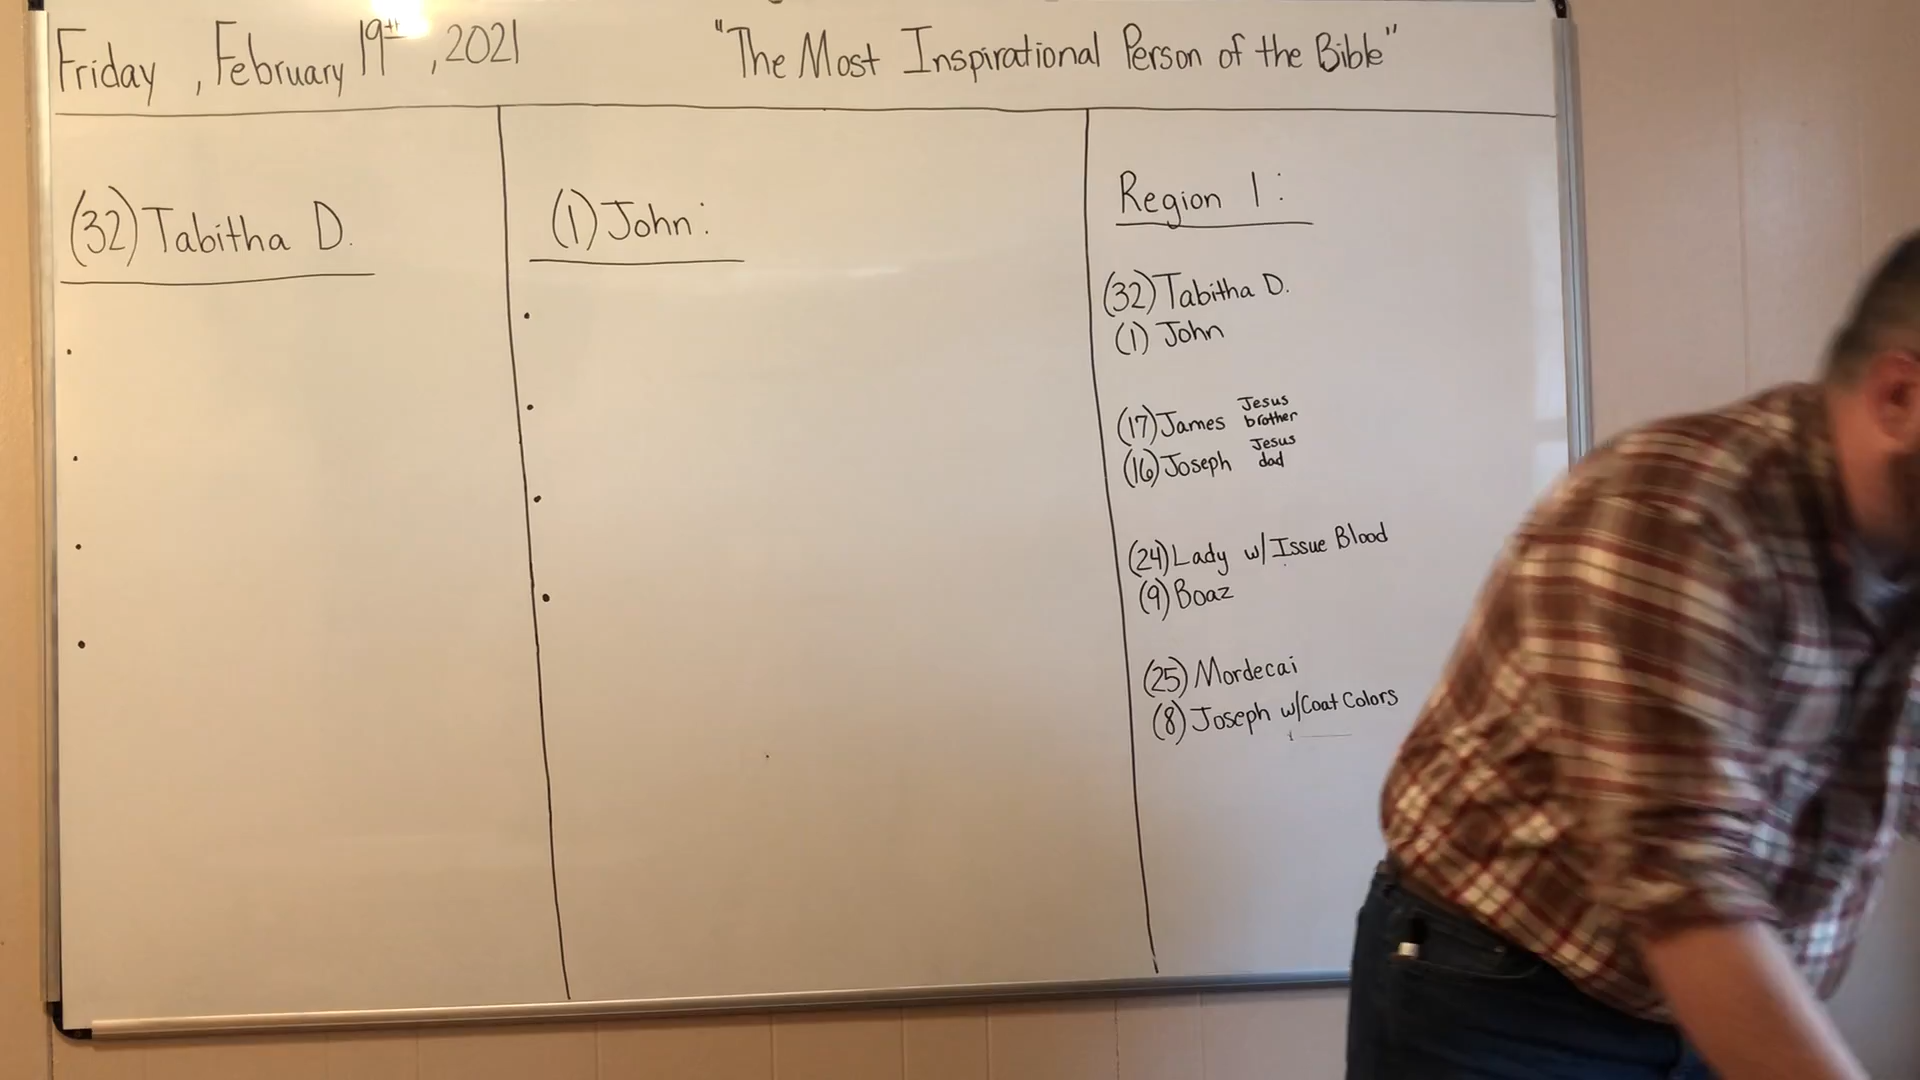 Friday, February 19th, 2021
"The Most Inspirational Person of the Bible"
(32) Tabitha D.
(1) John:
Region 1:
(32) Tabitha D.
(1) John
(17) James Jesus brother
(16) Joseph Jesus dad
(24) Lady w/ Issue Blood
(9) Boaz
(25) Mordecai
(8) Joseph w/Coat Colors